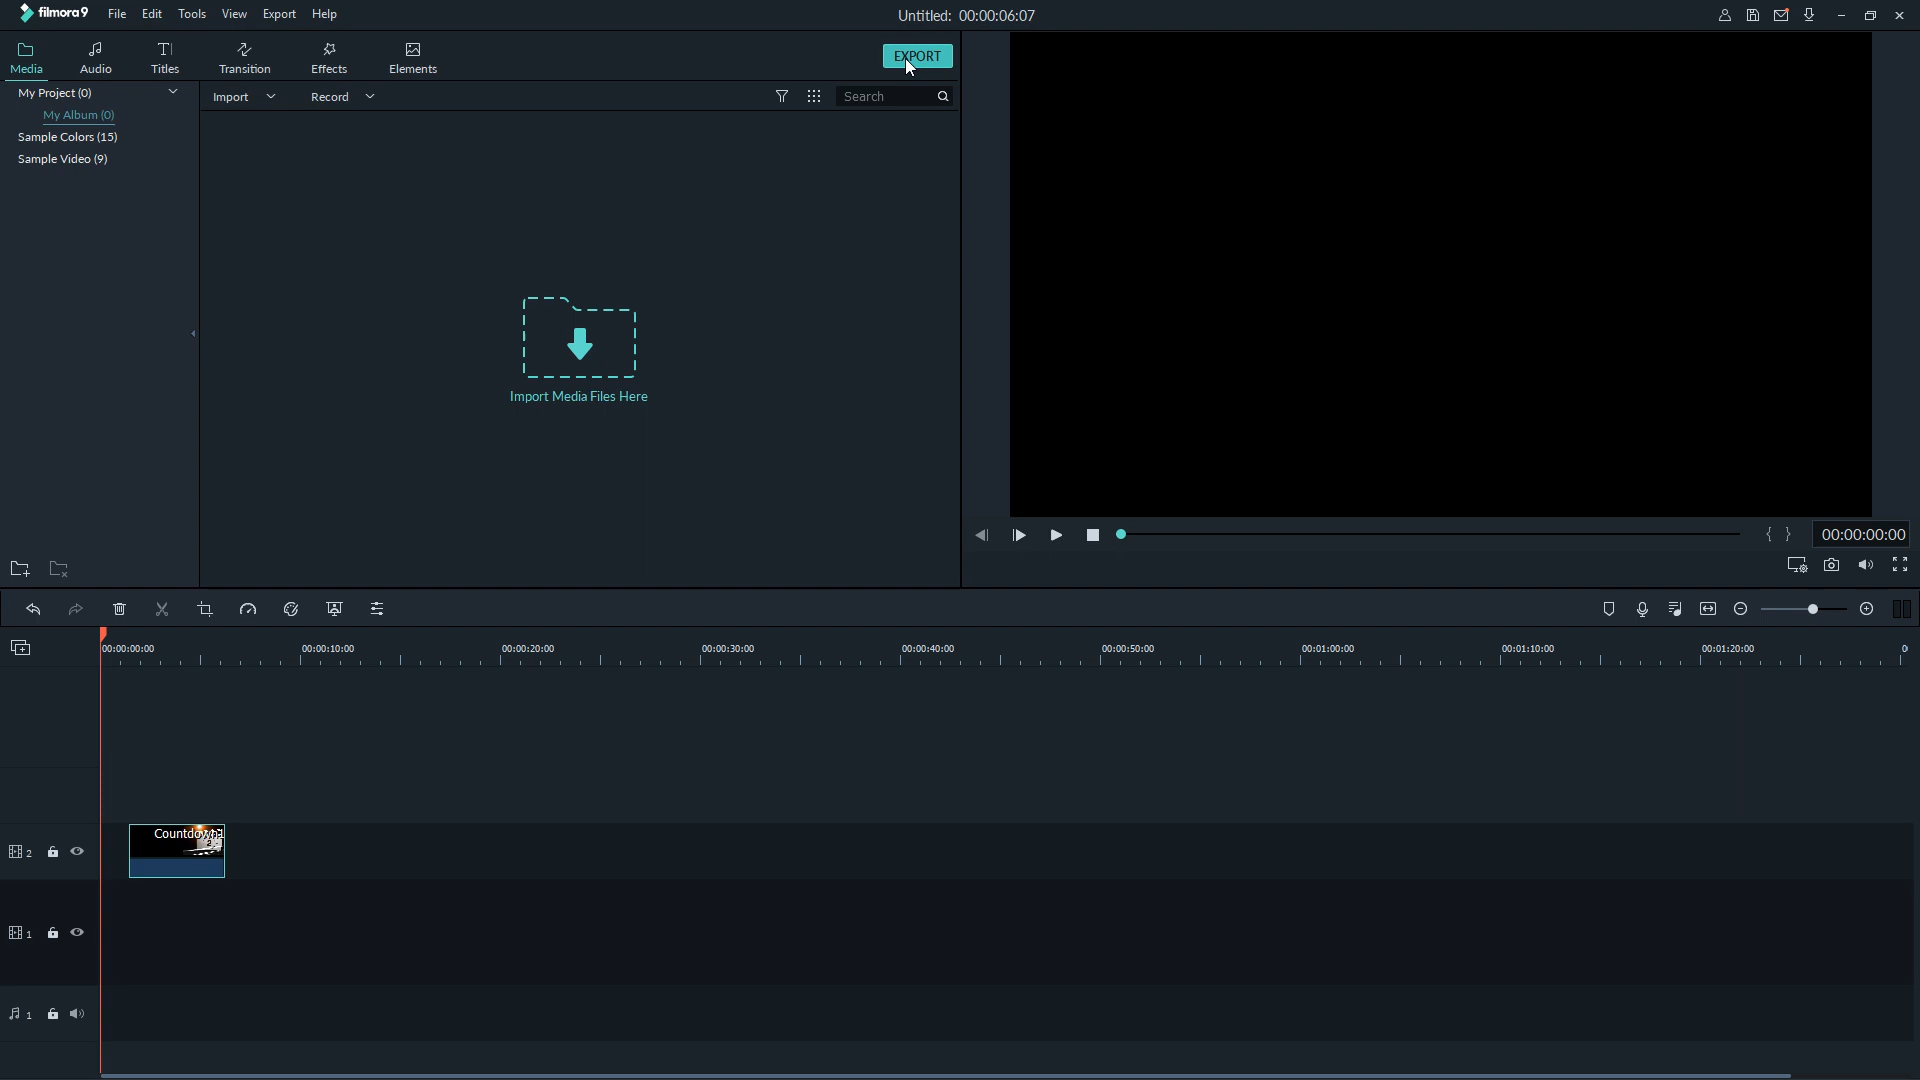 filmora9 File Edit Tools View Export Help Untitled: 00:00:06:07
Media Audio Titles Transition Effects Elements EXPORT
My Project (0) Import Record Search
My Album (0)
Sample Colors (15)
Sample Video (9)
Import Media Files Here
{ } 00:00:00:00
00:00:00:00 00:00:10:00 00:00:20:00 00:00:30:00 00:00:40:00 00:00:50:00 00:01:00:00 00:01:10:00 00:01:20:00 0
Countdown
2
1
1